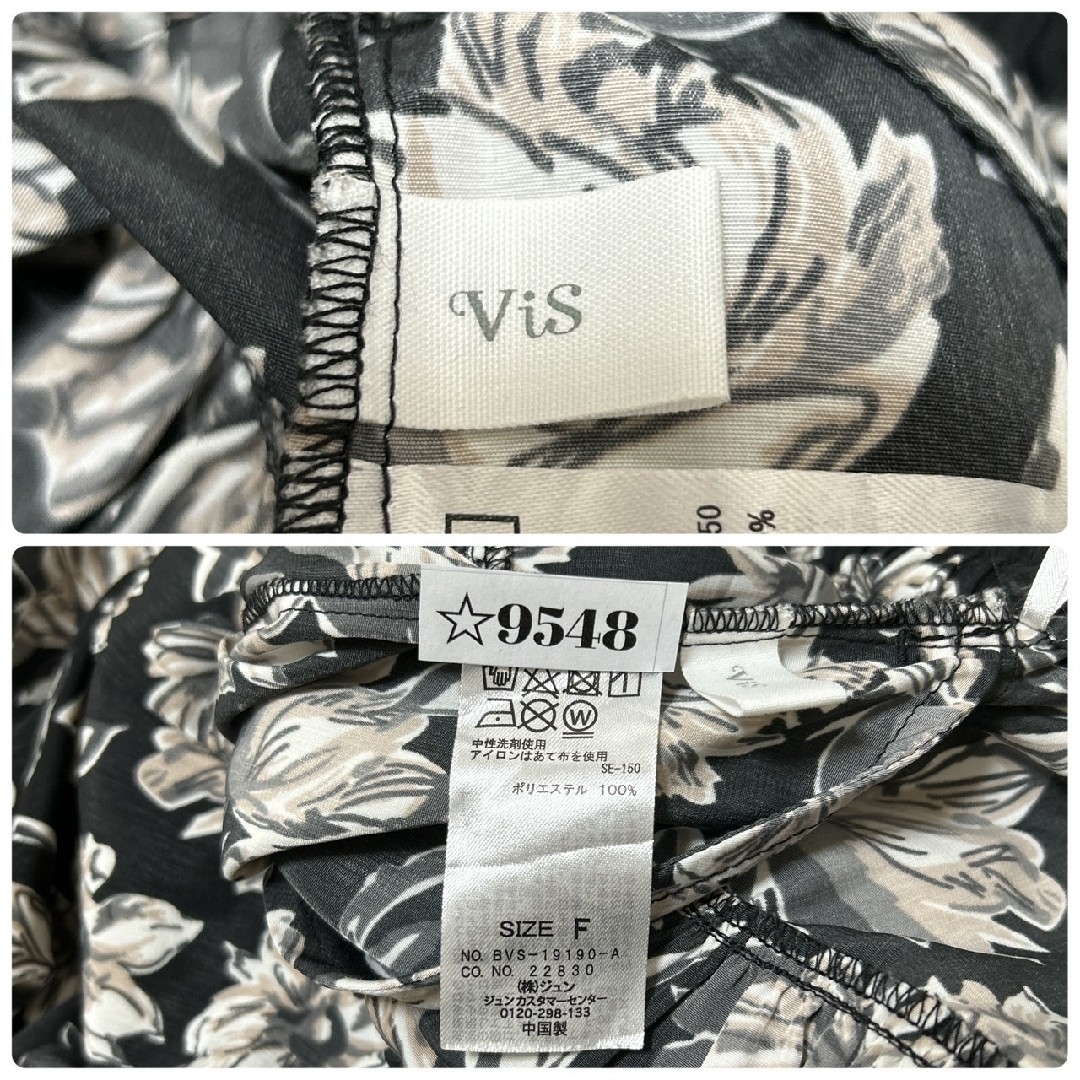 ViS
50
%
☆9548
ViS
W
中性洗剤使用
アイロンはあて布を使用
SE-150
ポリエステル 100%
SIZE F
NO. BVS-19190-A
CO. NO. 22830
(株)ジュン
ジュンカスタマーセンター
0120-298-133
中国製